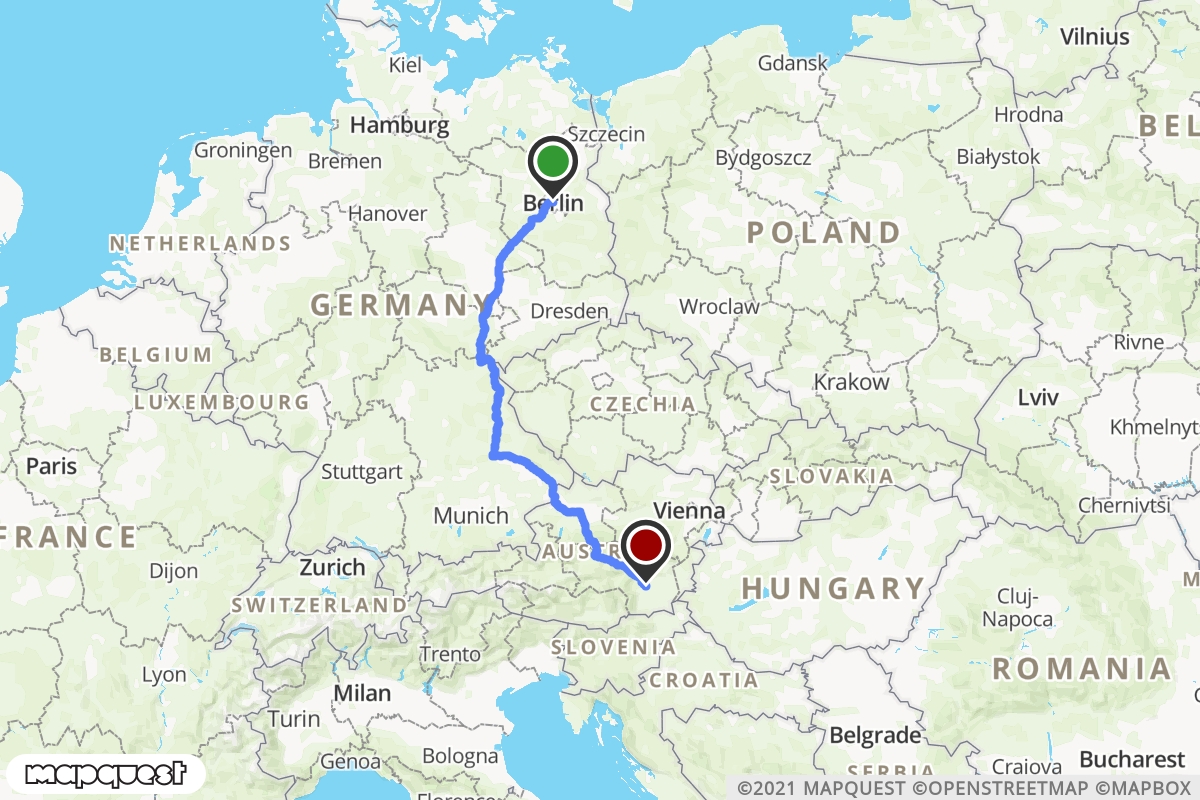 Vilnius
Kiel
Gdansk
Hamburg
Szczecin
Hrodna
BEL
Groningen
Bremen
Bydgoszcz
Białystok
Berlin
Hanover
NETHERLANDS
POLAND
GERMANY
Dresden
Wroclaw
Rivne
BELGIUM
Krakow
LUXEMBOURG
CZECHIA
Lviv
Khmelnyts
Paris
Stuttgart
SLOVAKIA
Munich
Vienna
Chernivtsi
FRANCE
AUSTR
Zurich
Dijon
M
HUNGARY
SWITZERLAND
Cluj-
Napoca
Trento
SLOVENIA
ROMANIA
Lyon
CROATIA
Milan
Turin
Belgrade
Bologna
Genoa
Bucharest
SERBIA
Craiova
mapquest
©2021 MAPQUEST ©OPENSTREETMAP ©MAPBOX